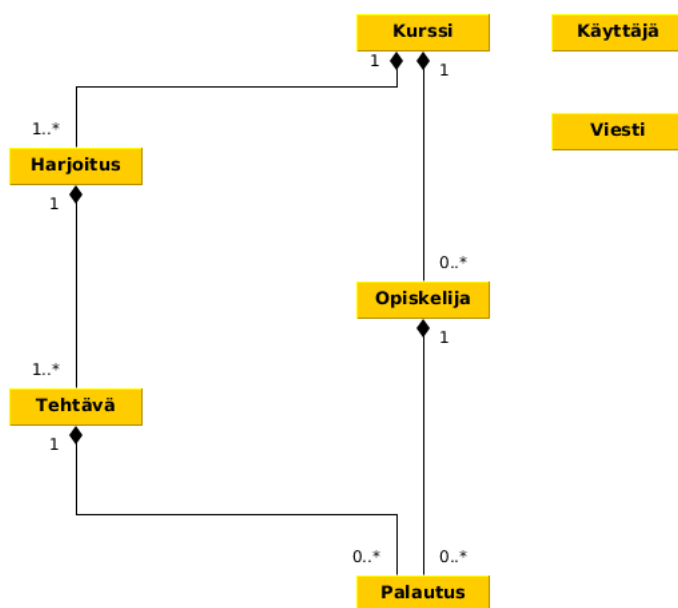 Kurssi
Käyttäjä
1
1
1..*
Viesti
Harjoitus
1
0..*
Opiskelija
1
1..*
Tehtävä
1
0..*
0..*
Palautus